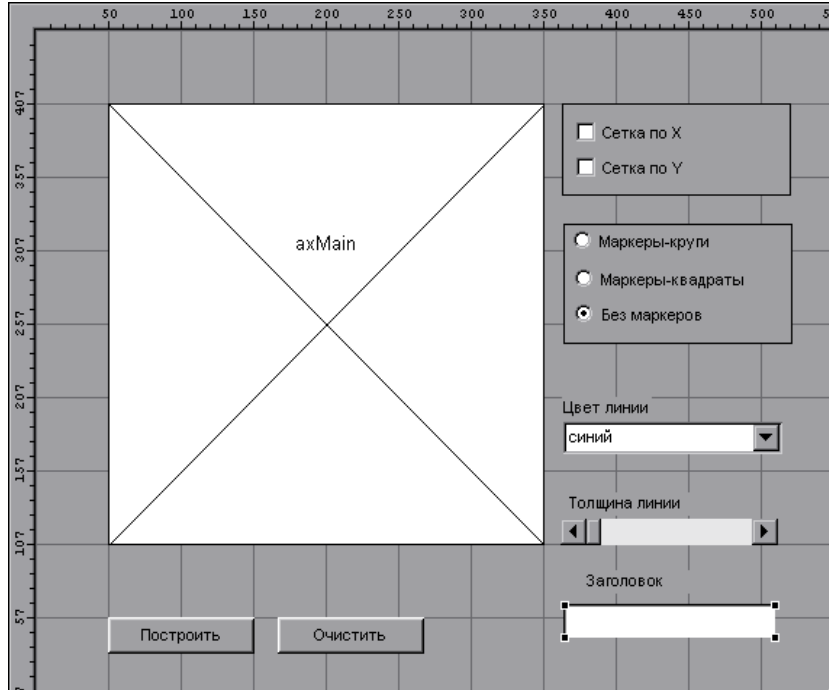 50 100 150 200 250 300 350 400 450 500
407
357
307
257
207
157
107
57
axMain
Сетка по X
Сетка по Y
Маркеры-круги
Маркеры-квадраты
Без маркеров
Цвет линии
синий
Толщина линии
Заголовок
Построить
Очистить